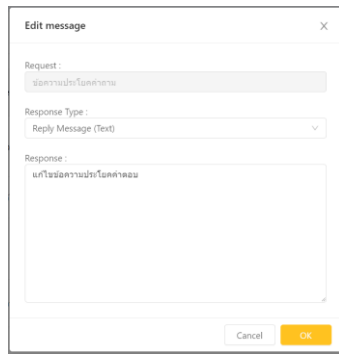 Edit message
Request :
ข้อความประโยคคำถาม
Response Type :
Reply Message (Text)
Response :
แก้ไขข้อความประโยคคำตอบ
Cancel
OK